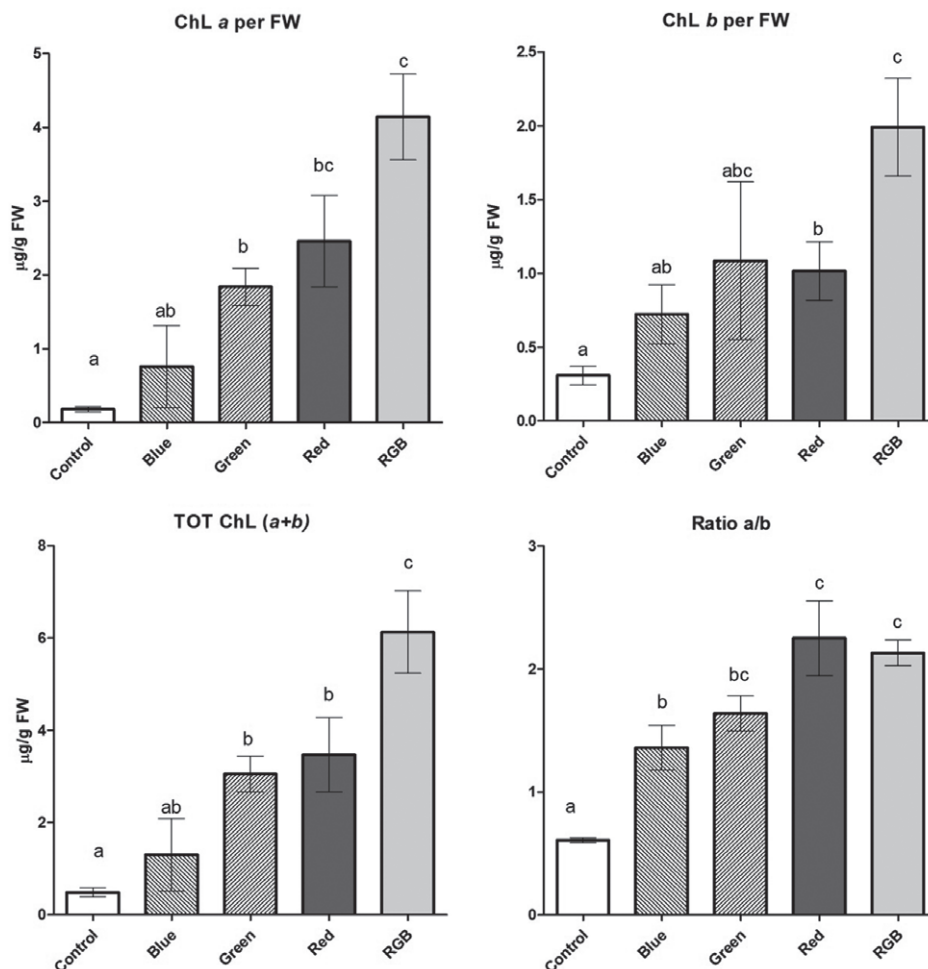 ChL a per FW
5
4
3
2
1
0
µg/g FW
a
ab
b
bc
c
Control
Blue
Green
Red
RGB
ChL b per FW
2.5
2.0
1.5
1.0
0.5
0.0
µg/g FW
a
ab
abc
b
c
Control
Blue
Green
Red
RGB
TOT ChL (a+b)
8
6
4
2
0
µg/g FW
a
ab
b
b
c
Control
Blue
Green
Red
RGB
Ratio a/b
3
2
1
0
a
b
bc
c
c
Control
Blue
Green
Red
RGB